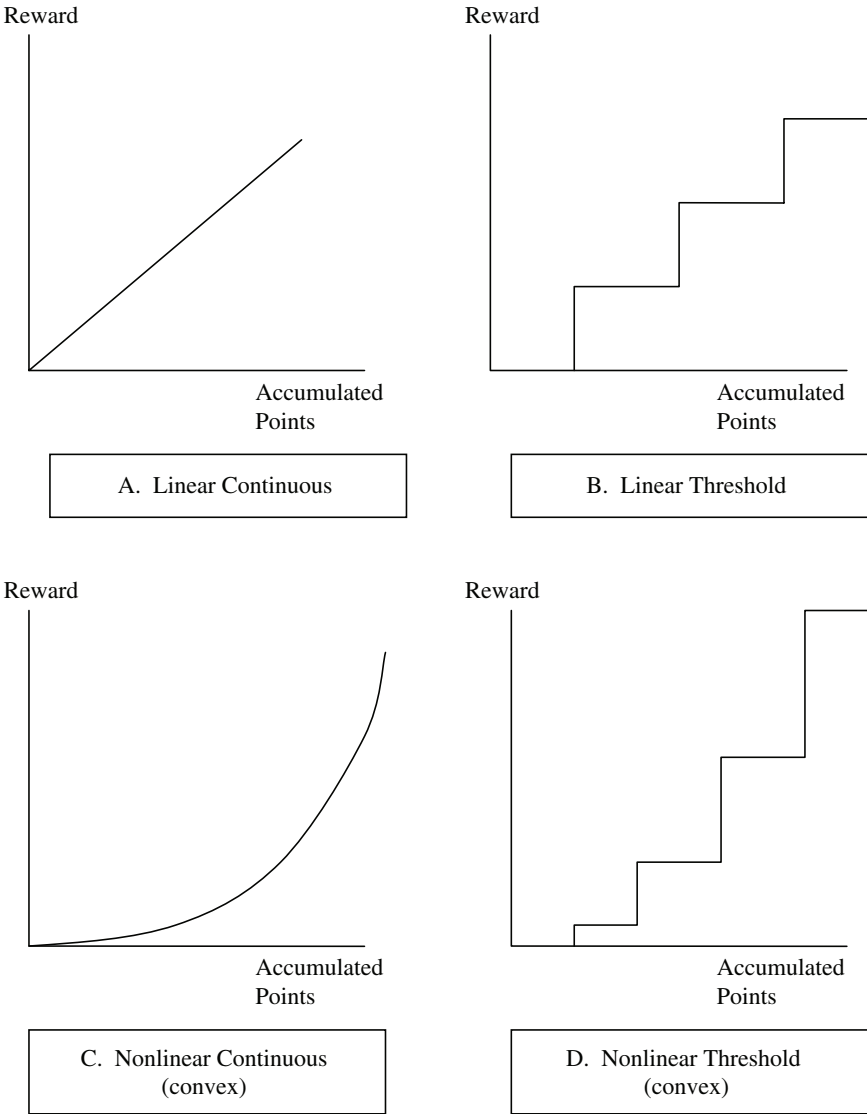 Reward
Reward
Accumulated
Points
Accumulated
Points
A. Linear Continuous
B. Linear Threshold
Reward
Reward
Accumulated
Points
Accumulated
Points
C. Nonlinear Continuous
(convex)
D. Nonlinear Threshold
(convex)